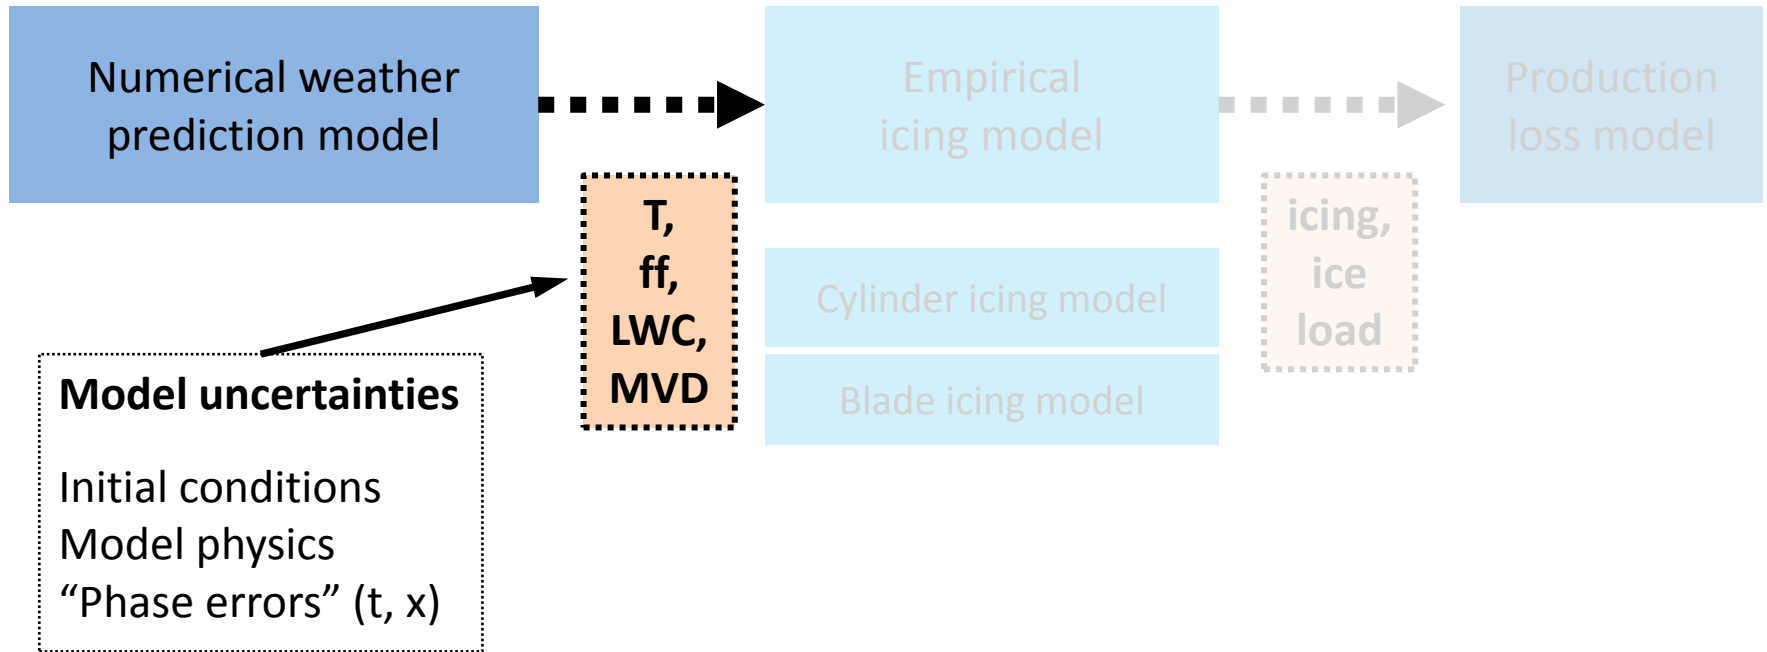 Numerical weather
prediction model
Empirical
icing model
Production
loss model
T,
ff,
LWC,
MVD
icing,
ice
load
Cylinder icing model
Blade icing model
Model uncertainties
Initial conditions
Model physics
“Phase errors” (t, x)